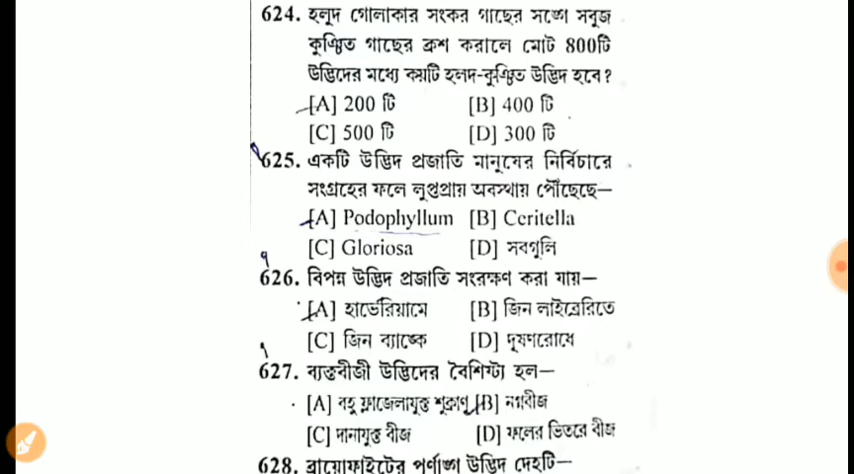 624. হলুদ গোলাকার সংকর গাছের সঙ্গে সবুজ
কুঞ্চিত গাছের ক্রশ করালে মোট 800টি
উদ্ভিদের মধ্যে কয়টি হলদ-কুঞ্চিত উদ্ভিদ হবে?
[A] 200 টি [B] 400 টি
[C] 500 টি [D] 300 টি
625. একটি উদ্ভিদ প্রজাতি মানুষের নির্বিচারে
সংগ্রহের ফলে লুপ্তপ্রায় অবস্থায় পৌঁছেছে—
[A] Podophyllum [B] Ceritella
[C] Gloriosa [D] সবগুলি
626. বিপন্ন উদ্ভিদ প্রজাতি সংরক্ষণ করা যায়—
[A] হার্ভেরিয়ামে [B] জিন লাইব্রেরিতে
[C] জিন ব্যাঙ্কে [D] দূষণরোধে
627. ব্যক্তবীজী উদ্ভিদের বৈশিষ্ট্য হল—
[A] বহু ফ্লাজেলাযুক্ত শুক্রাণু [B] নগ্নবীজ
[C] দানাযুক্ত বীজ [D] ফলের ভিতরে বীজ
628. ব্রায়োফাইটের পূর্ণাঙ্গ উদ্ভিদ দেহটি—